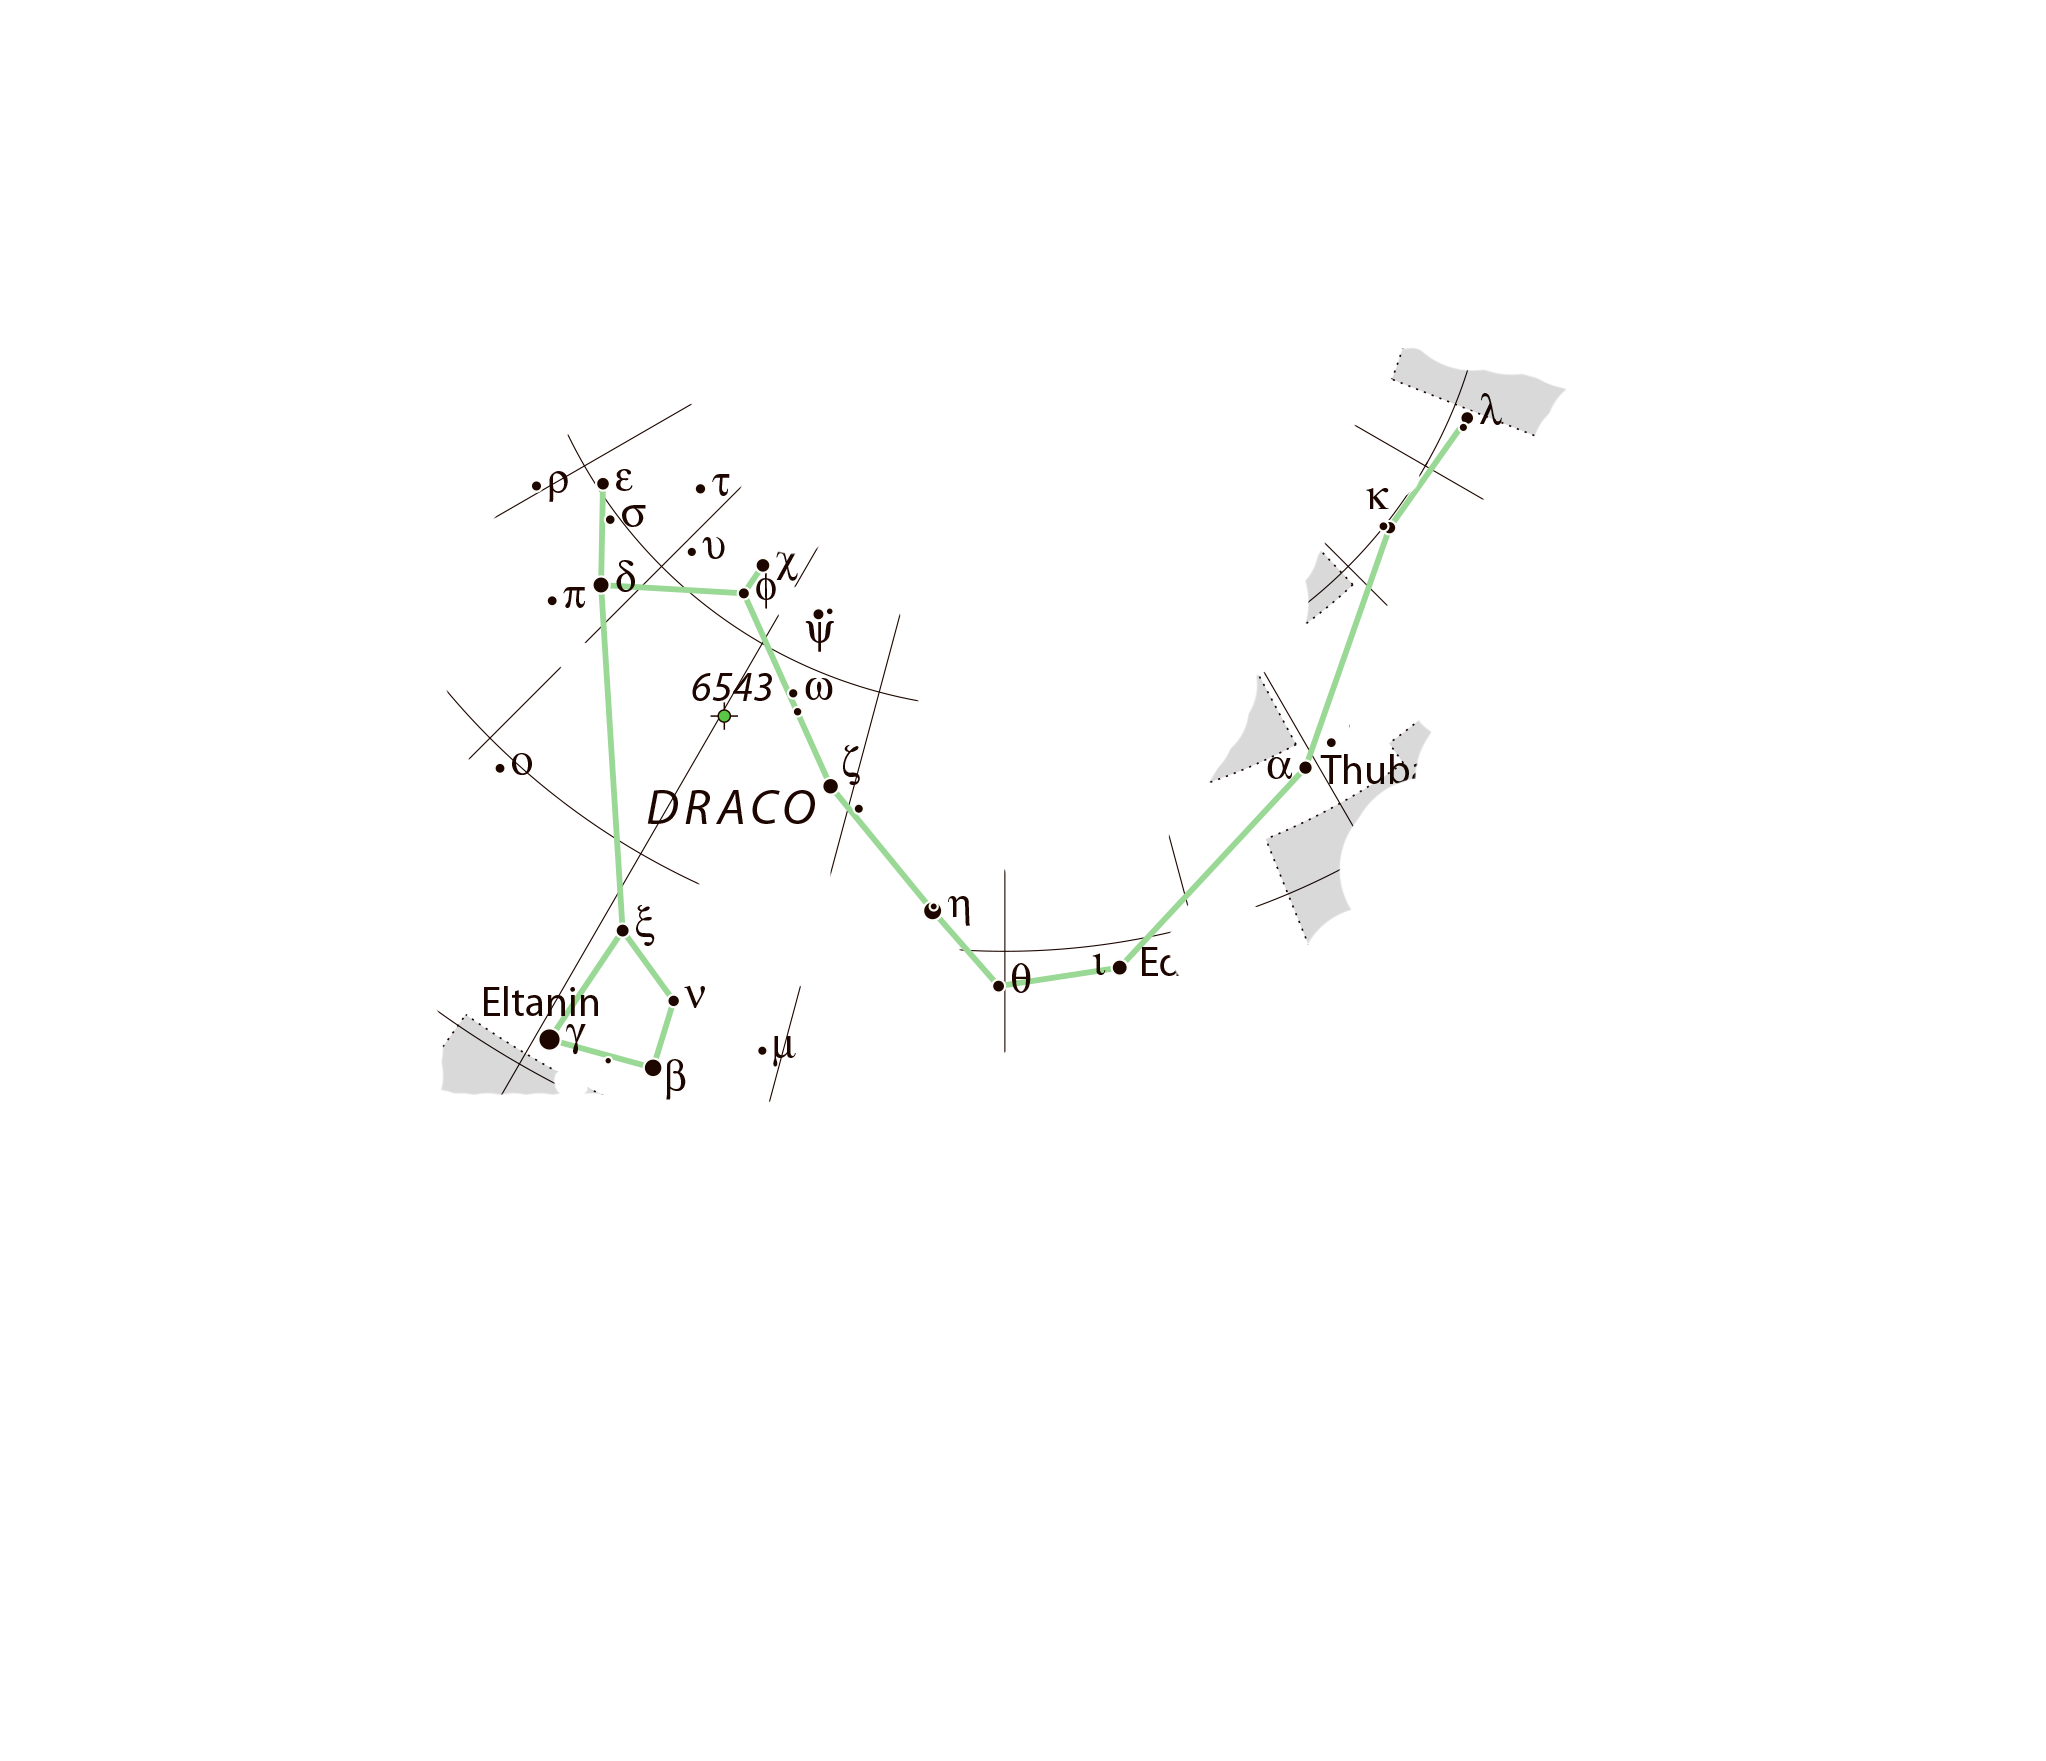 λ
ρ
ε
τ
κ
σ
υ
χ
δ
φ
π
ψ
6543
ω
ο
ζ
α
Thub
DRACO
η
ξ
ι
Ec
θ
ν
Eltanin
γ
μ
β